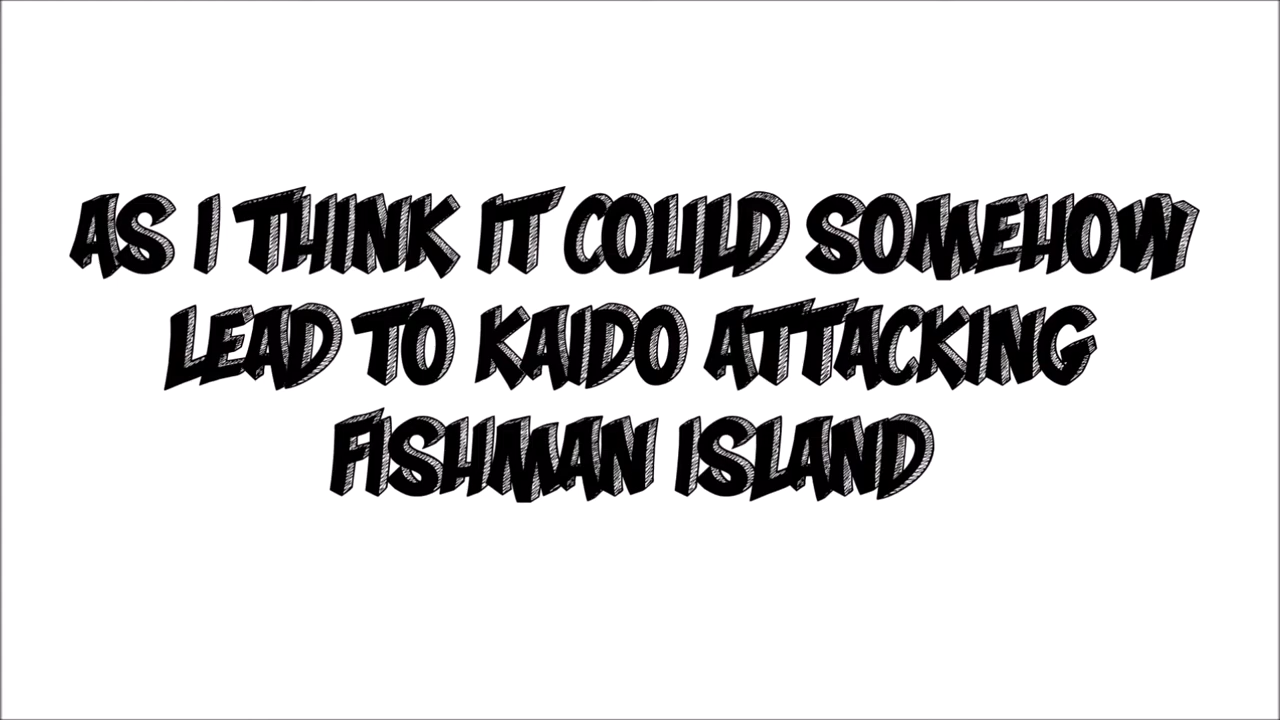 AS I THINK IT COULD SOMEHOW
LEAD TO KAIDO ATTACKING
FISHMAN ISLAND